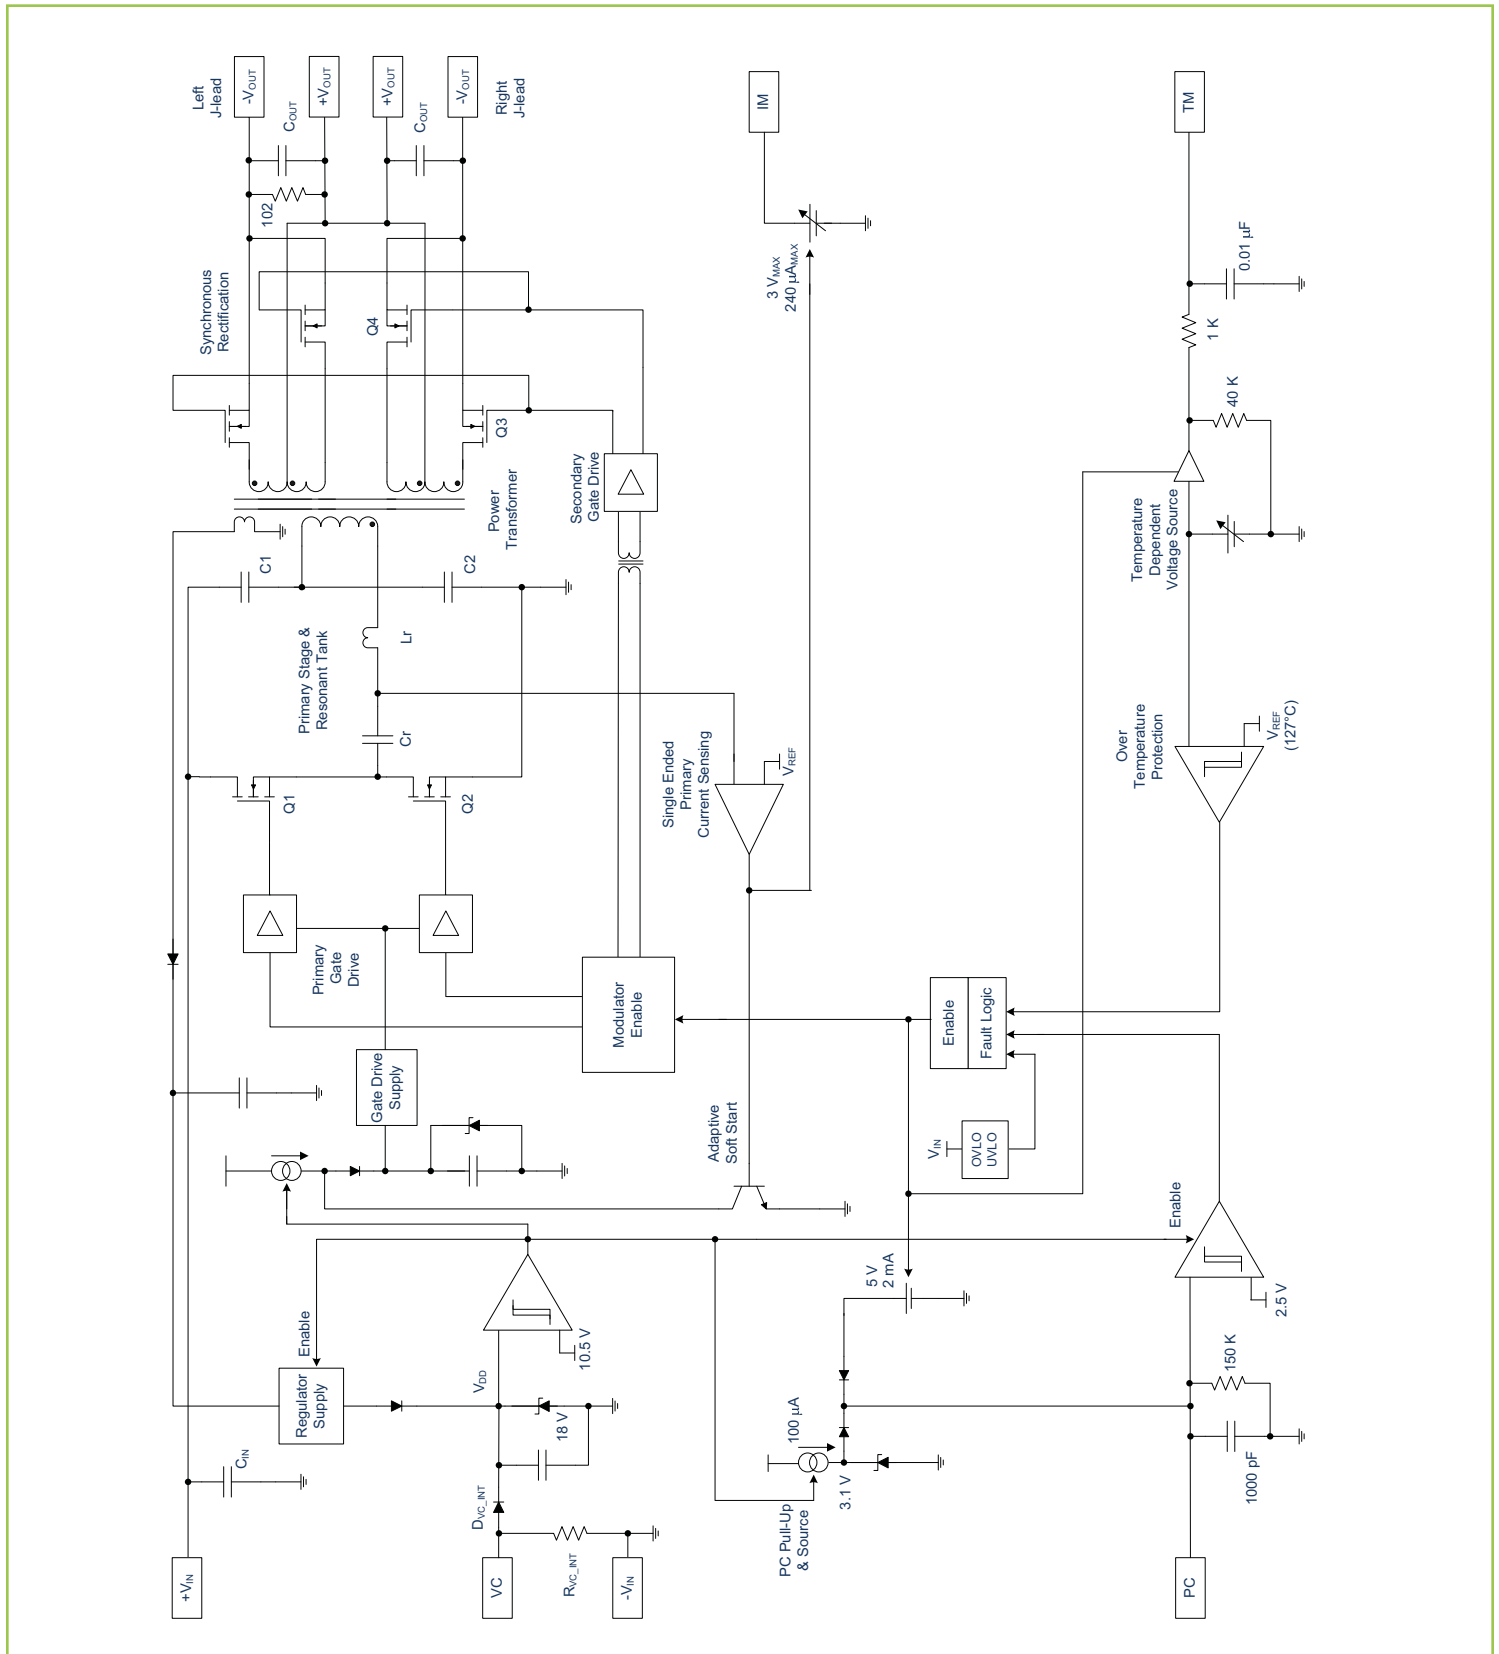 Left
J-lead
-VOUT
COUT
+VOUT
+VOUT
COUT
-VOUT
Right
J-lead
102
Synchronous
Rectification
Q4
Q3
Power
Transformer
Secondary
Gate Drive
C1
C2
Primary Stage &
Resonant Tank
Lr
Cr
Q1
Q2
Primary
Gate
Drive
Single Ended
Primary
Current Sensing
VREF
IM
3 VMAX
240 μAMAX
TM
0.01 μF
1 K
40 K
Temperature
Dependent
Voltage Source
Over
Temperature
Protection
VREF
(127°C)
Modulator
Enable
Enable
Fault Logic
VIN
OVLO
UVLO
Gate Drive
Supply
Adaptive
Soft Start
Enable
Enable
Regulator
Supply
VDD
10.5 V
18 V
CIN
DVC_INT
RVC_INT
+VIN
VC
-VIN
5 V
2 mA
100 μA
3.1 V
PC Pull-Up
& Source
2.5 V
150 K
1000 pF
PC